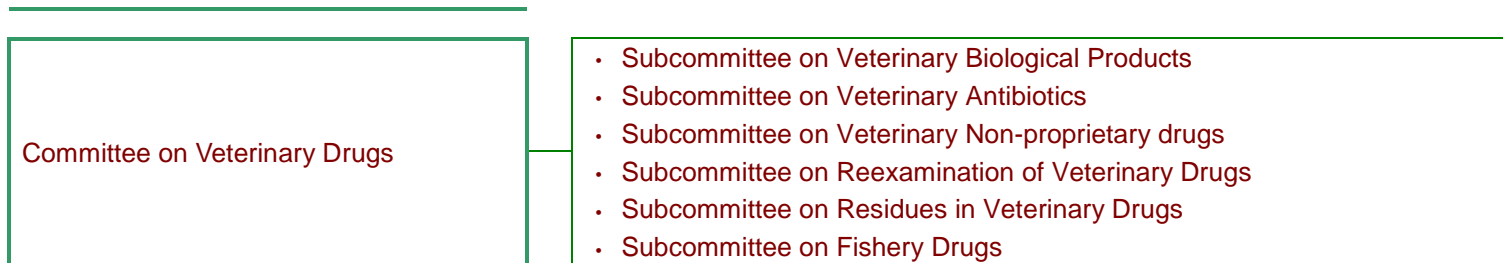 Committee on Veterinary Drugs
• Subcommittee on Veterinary Biological Products
• Subcommittee on Veterinary Antibiotics
• Subcommittee on Veterinary Non-proprietary drugs
• Subcommittee on Reexamination of Veterinary Drugs
• Subcommittee on Residues in Veterinary Drugs
• Subcommittee on Fishery Drugs